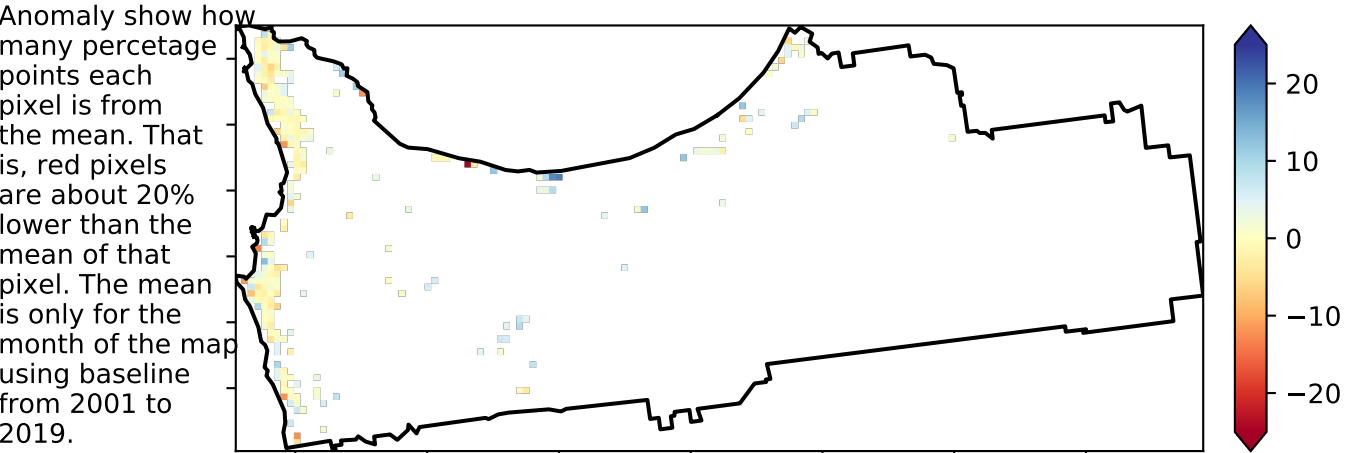 Anomaly show how
many percetage
points each
pixel is from
the mean. That
is, red pixels
are about 20%
lower than the
mean of that
pixel. The mean
is only for the
month of the map
using baseline
from 2001 to
2019.
20
10
0
−10
−20